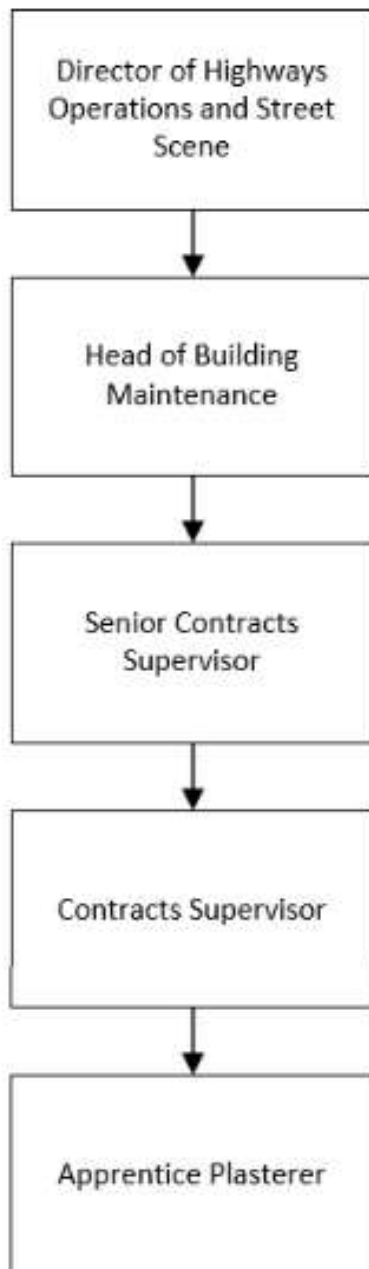 Director of Highways
Operations and Street
Scene
Head of Building
Maintenance
Senior Contracts
Supervisor
Contracts Supervisor
Apprentice Plasterer